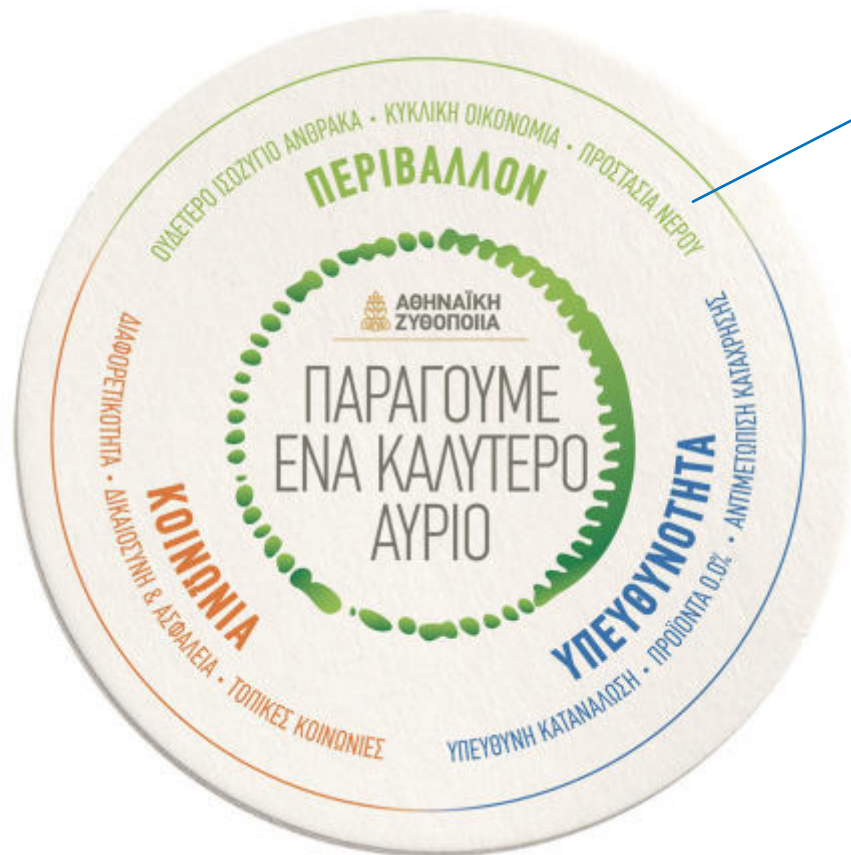 ΟΥΔΕΤΕΡΟ ΙΣΟΖΥΓΙΟ ΑΝΘΡΑΚΑ • ΚΥΚΛΙΚΗ ΟΙΚΟΝΟΜΙΑ • ΠΡΟΣΤΑΣΙΑ ΝΕΡΟΥ
ΠΕΡΙΒΑΛΛΟΝ
ΑΘΗΝΑΪΚΗ
ΖΥΘΟΠΟΙΙΑ
ΠΑΡΑΓΟΥΜΕ
ΕΝΑ ΚΑΛΥΤΕΡΟ
ΑΥΡΙΟ
ΚΟΙΝΩΝΙΑ
ΔΙΑΦΟΡΕΤΙΚΟΤΗΤΑ • ΔΙΚΑΙΟΣΥΝΗ & ΑΣΦΑΛΕΙΑ • ΤΟΠΙΚΕΣ ΚΟΙΝΩΝΙΕΣ
ΥΠΕΥΘΥΝΟΤΗΤΑ
ΥΠΕΥΘΥΝΗ ΚΑΤΑΝΑΛΩΣΗ • ΠΡΟΪΟΝΤΑ 0.0% • ΑΝΤΙΜΕΤΩΠΙΣΗ ΚΑΤΑΧΡΗΣΗΣ